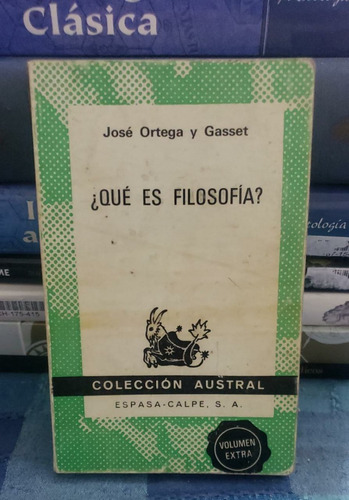 Clásica
José Ortega y Gasset
¿QUÉ ES FILOSOFÍA?
COLECCIÓN AUSTRAL
ESPASA-CALPE, S. A.
VOLUMEN
EXTRA